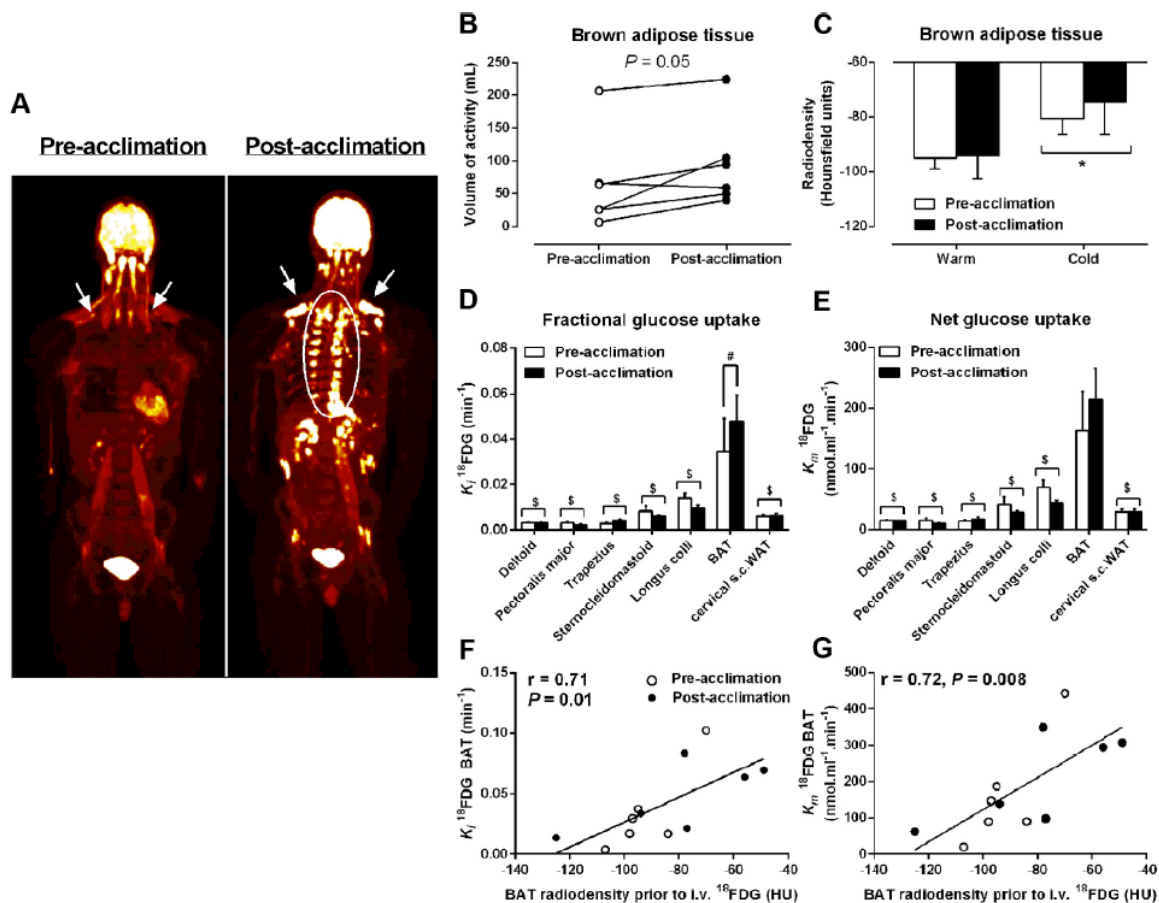 A
Pre-acclimation
Post-acclimation
B
Brown adipose tissue
P = 0.05
Volume of activity (mL)
250
200
150
100
50
0
Pre-acclimation
Post-acclimation
C
Brown adipose tissue
Radiodensity
(Hounsfield units)
-60
-80
-100
-120
*
Pre-acclimation
Post-acclimation
Warm
Cold
D
Fractional glucose uptake
Pre-acclimation
Post-acclimation
Ki ¹⁸FDG (min⁻¹)
0.08
0.06
0.04
0.02
0.00
$
$
$
$
$
#
$
Deltoid
Pectoralis major
Trapezius
Sternocleidomastoid
Longus colli
BAT
cervical s.c.WAT
E
Net glucose uptake
Pre-acclimation
Post-acclimation
Km ¹⁸FDG
(nmol.ml⁻¹.min⁻¹)
300
200
100
0
$
$
$
$
$
$
Deltoid
Pectoralis major
Trapezius
Sternocleidomastoid
Longus colli
BAT
cervical s.c.WAT
F
r = 0.71
P = 0.01
Pre-acclimation
Post-acclimation
Ki ¹⁸FDG BAT (min⁻¹)
0.15
0.10
0.05
0.00
-140
-120
-100
-80
-60
-40
BAT radiodensity prior to i.v. ¹⁸FDG (HU)
G
r = 0.72, P = 0.008
Km ¹⁸FDG BAT
(nmol.ml⁻¹.min⁻¹)
500
400
300
200
100
0
-140
-120
-100
-80
-60
-40
BAT radiodensity prior to i.v. ¹⁸FDG (HU)